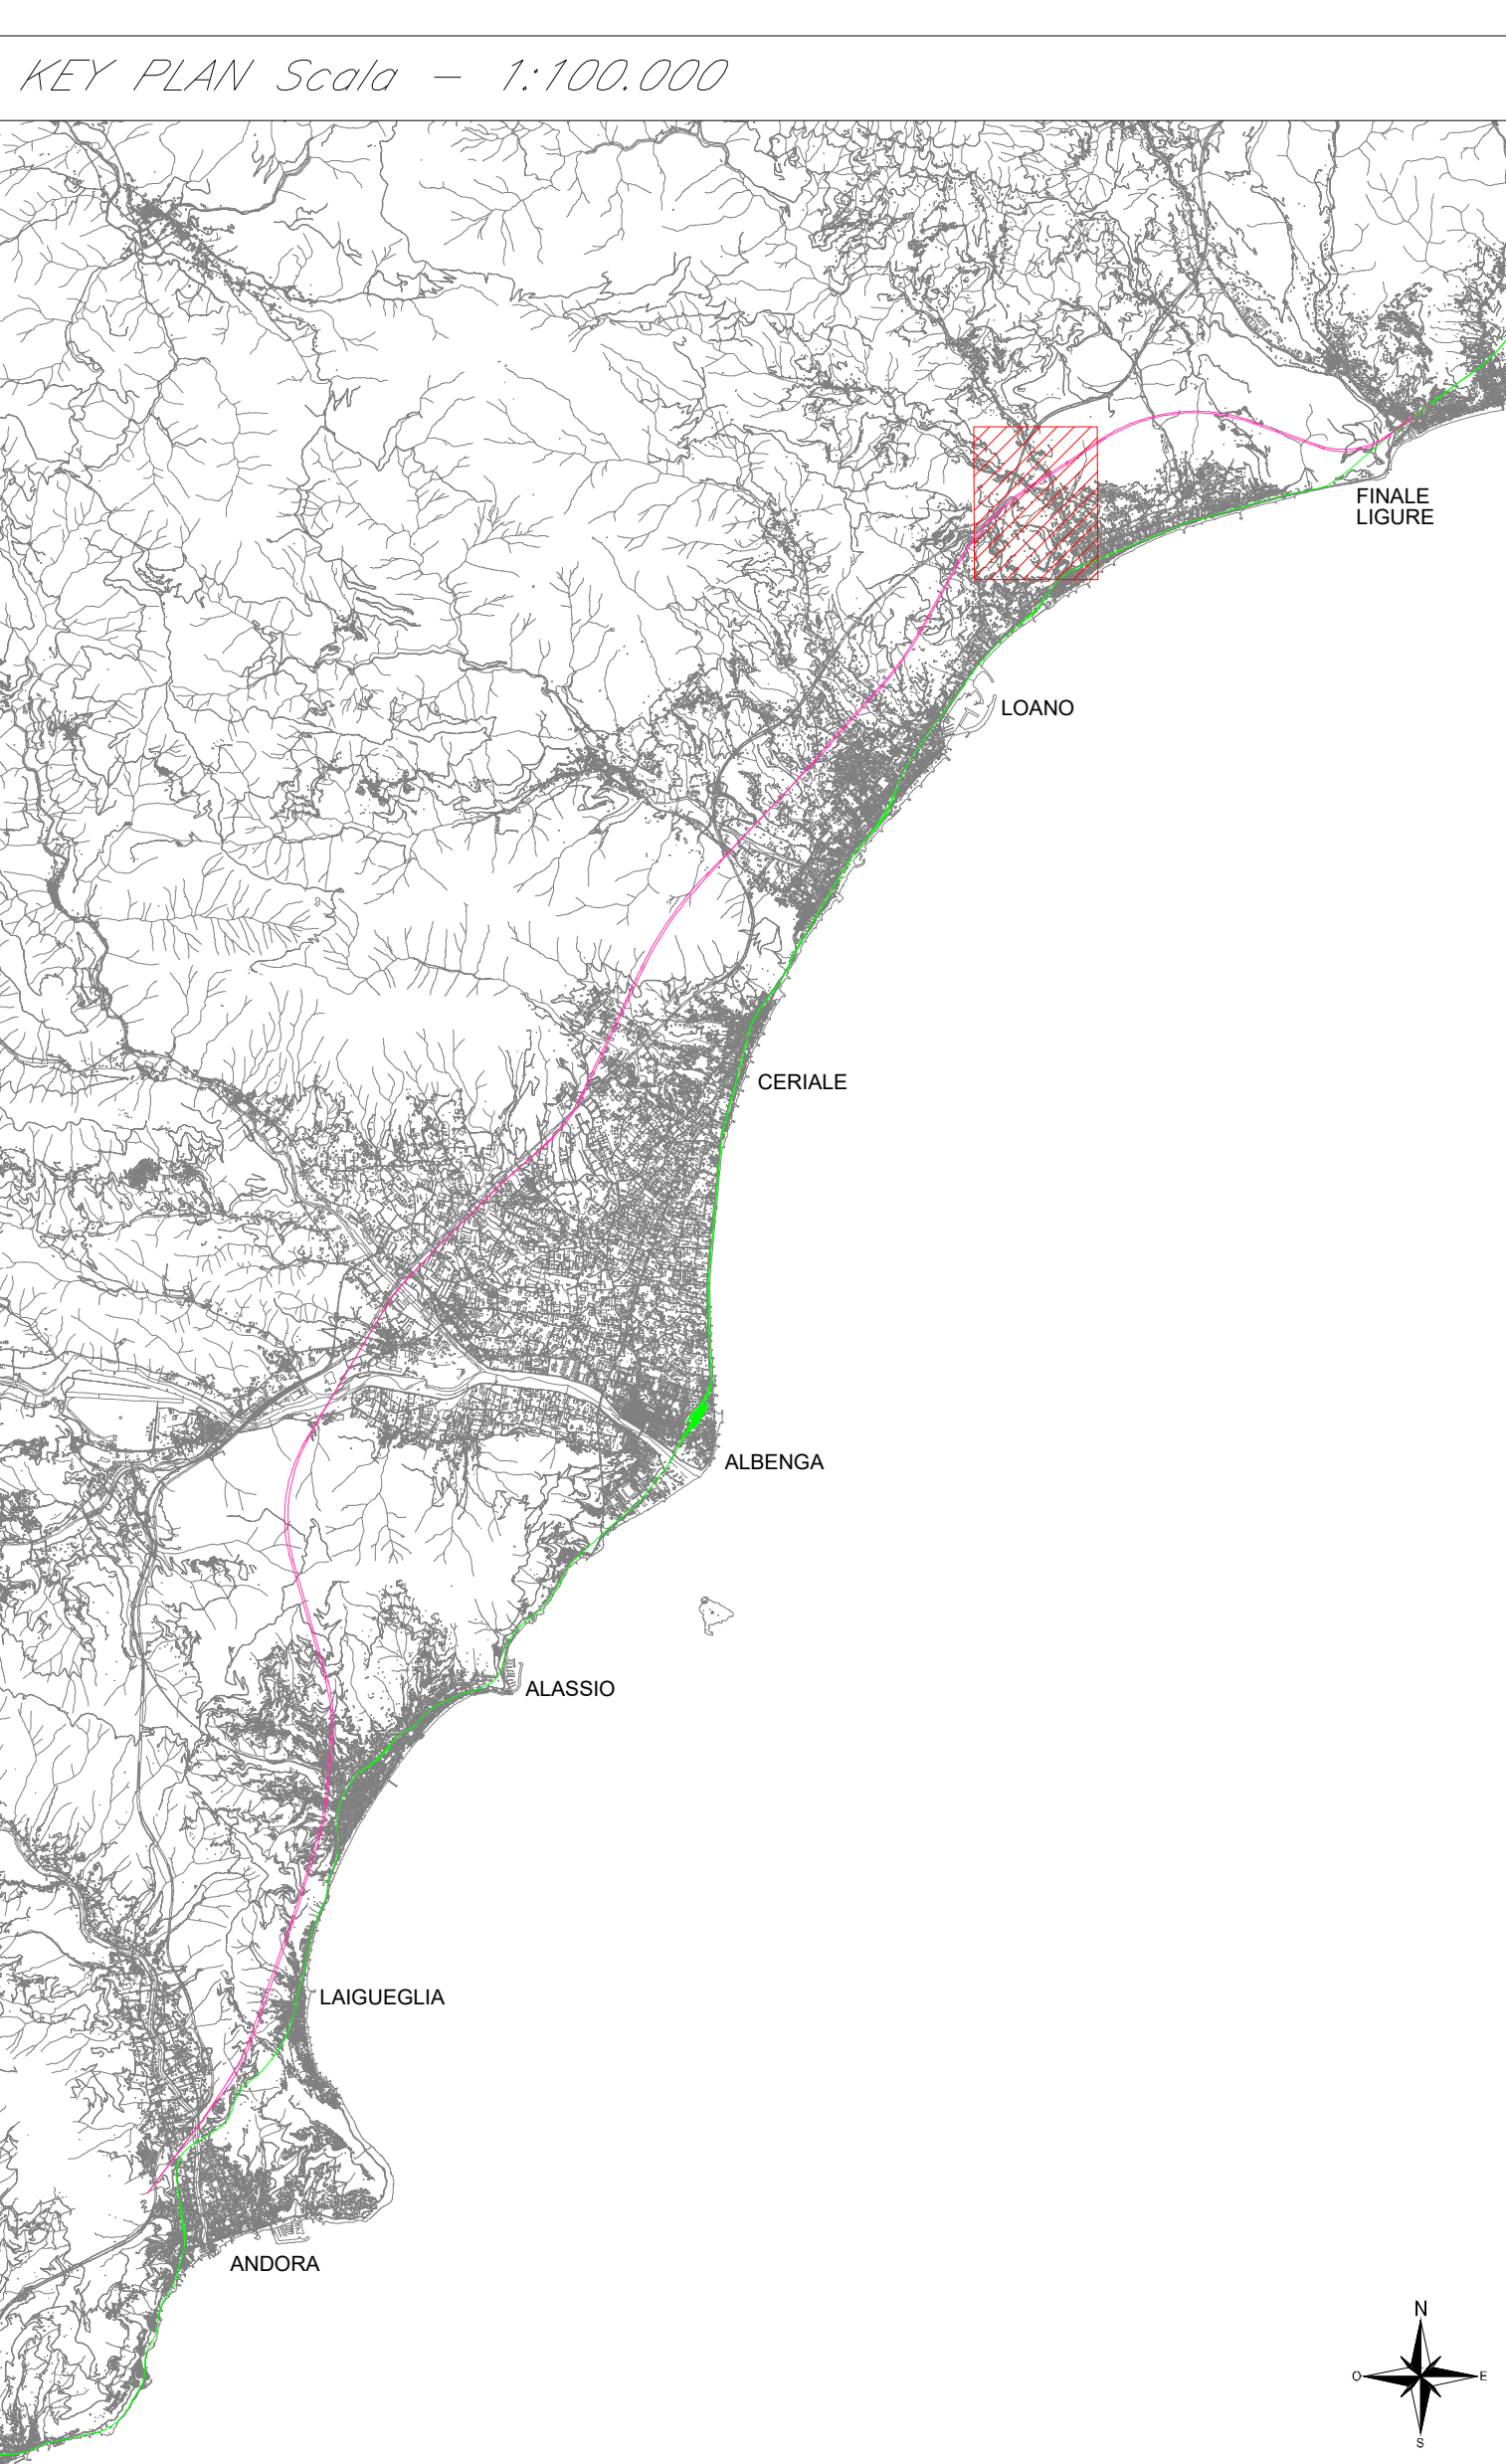 KEY PLAN Scala - 1:100.000
FINALE
LIGURE
LOANO
CERIALE
ALBENGA
ALASSIO
LAIGUEGLIA
ANDORA
N
O
E
S